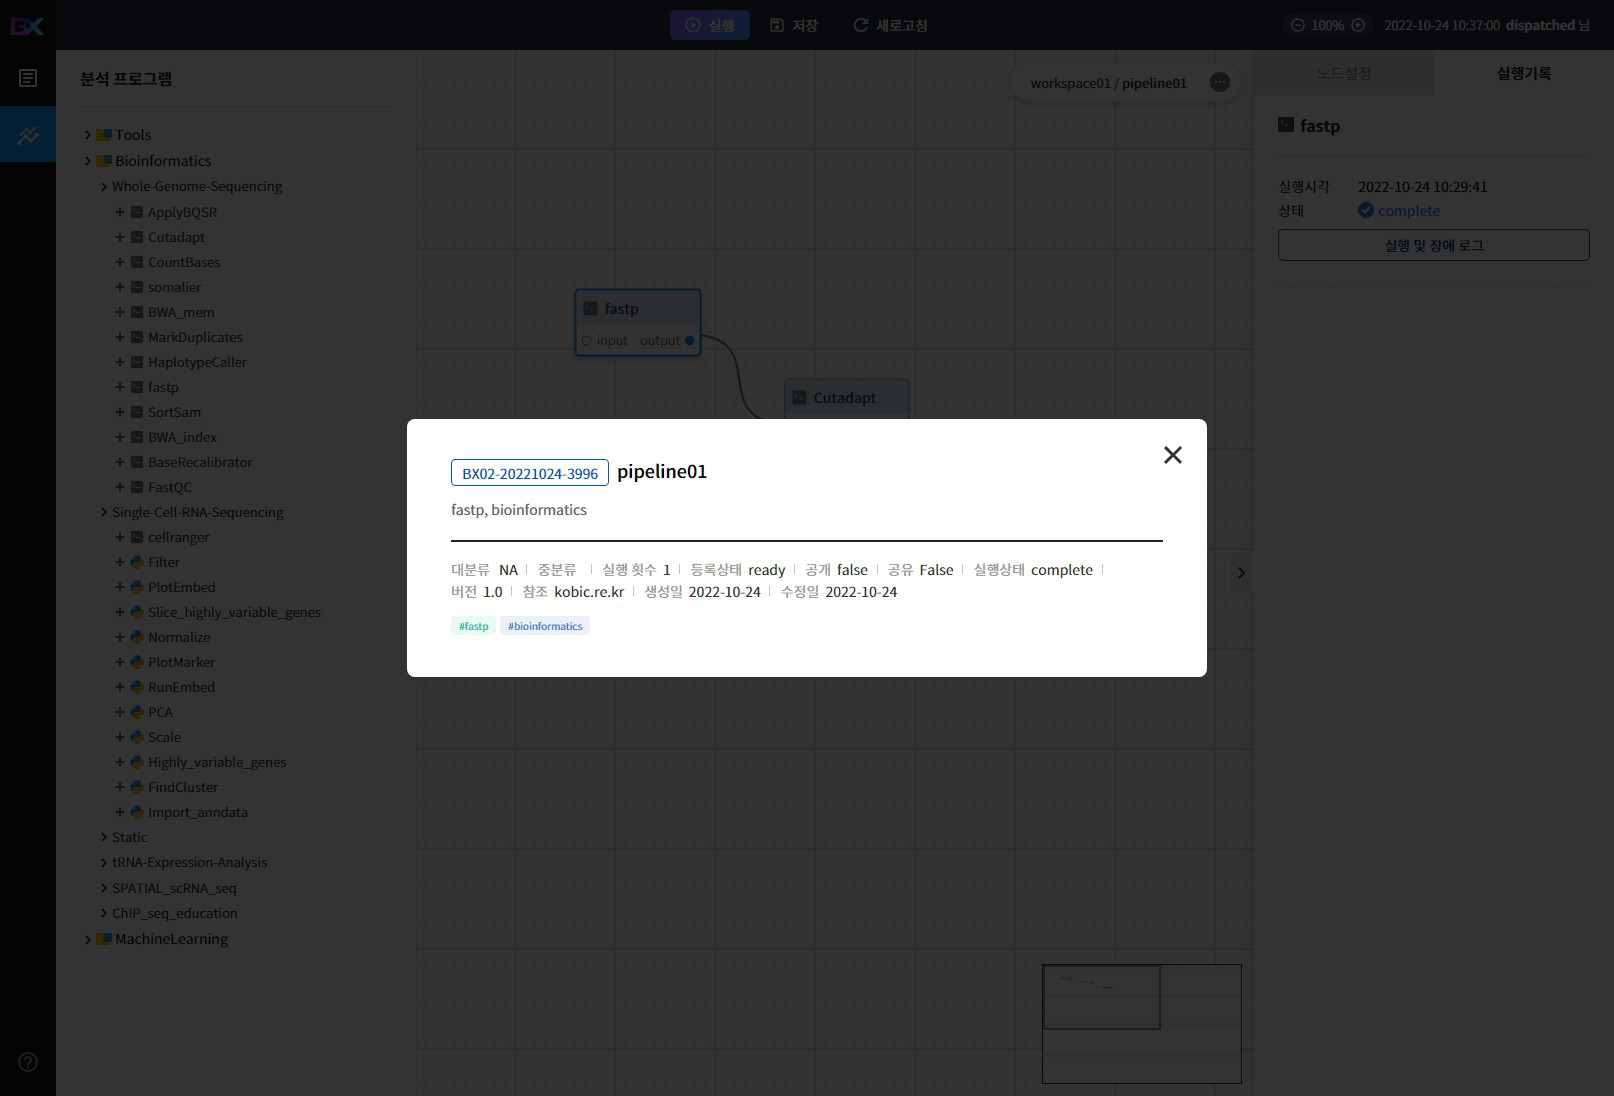 BX
실행
저장
새로고침
100%
2022-10-24 10:37:00 dispatched 님
분석 프로그램
Tools
Bioinformatics
Whole-Genome-Sequencing
ApplyBQSR
Cutadapt
CountBases
somalier
BWA_mem
MarkDuplicates
HaplotypeCaller
fastp
SortSam
BWA_index
BaseRecalibrator
FastQC
Single-Cell-RNA-Sequencing
cellranger
Filter
PlotEmbed
Slice_highly_variable_genes
Normalize
PlotMarker
RunEmbed
PCA
Scale
Highly_variable_genes
FindCluster
Import_anndata
Static
tRNA-Expression-Analysis
SPATIAL_scRNA_seq
ChIP_seq_education
MachineLearning
workspace01 / pipeline01
fastp
input output
Cutadapt
BX02-20221024-3996 pipeline01
fastp, bioinformatics
대분류 NA 중분류 실행 횟수 1 등록상태 ready 공개 false 공유 False 실행상태 complete
버전 1.0 참조 kobic.re.kr 생성일 2022-10-24 수정일 2022-10-24
#fastp #bioinformatics
노드설정 실행기록
fastp
실행시각 2022-10-24 10:29:41
상태 complete
실행 및 장애 로그